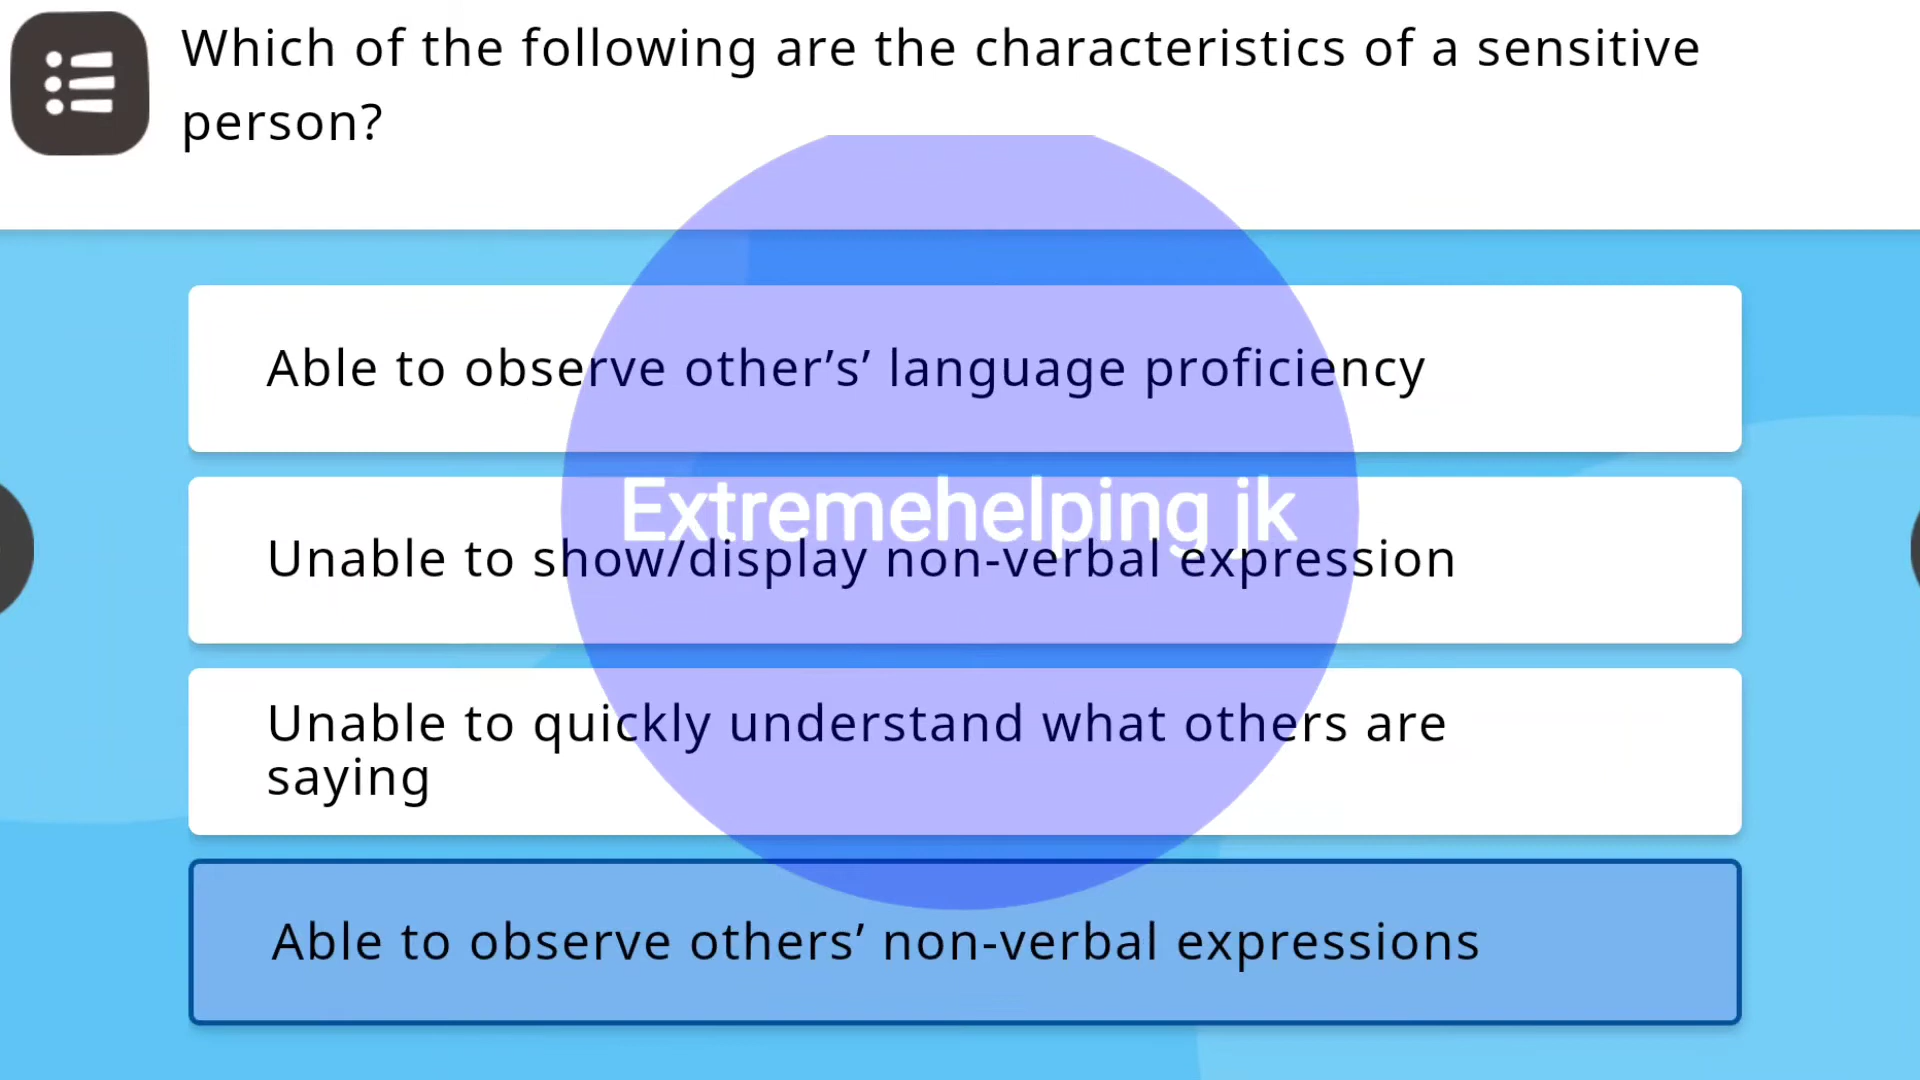 Which of the following are the characteristics of a sensitive
person?
Able to observe other’s’ language proficiency
Extremehelping jk
Unable to show/display non-verbal expression
Unable to quickly understand what others are
saying
Able to observe others’ non-verbal expressions